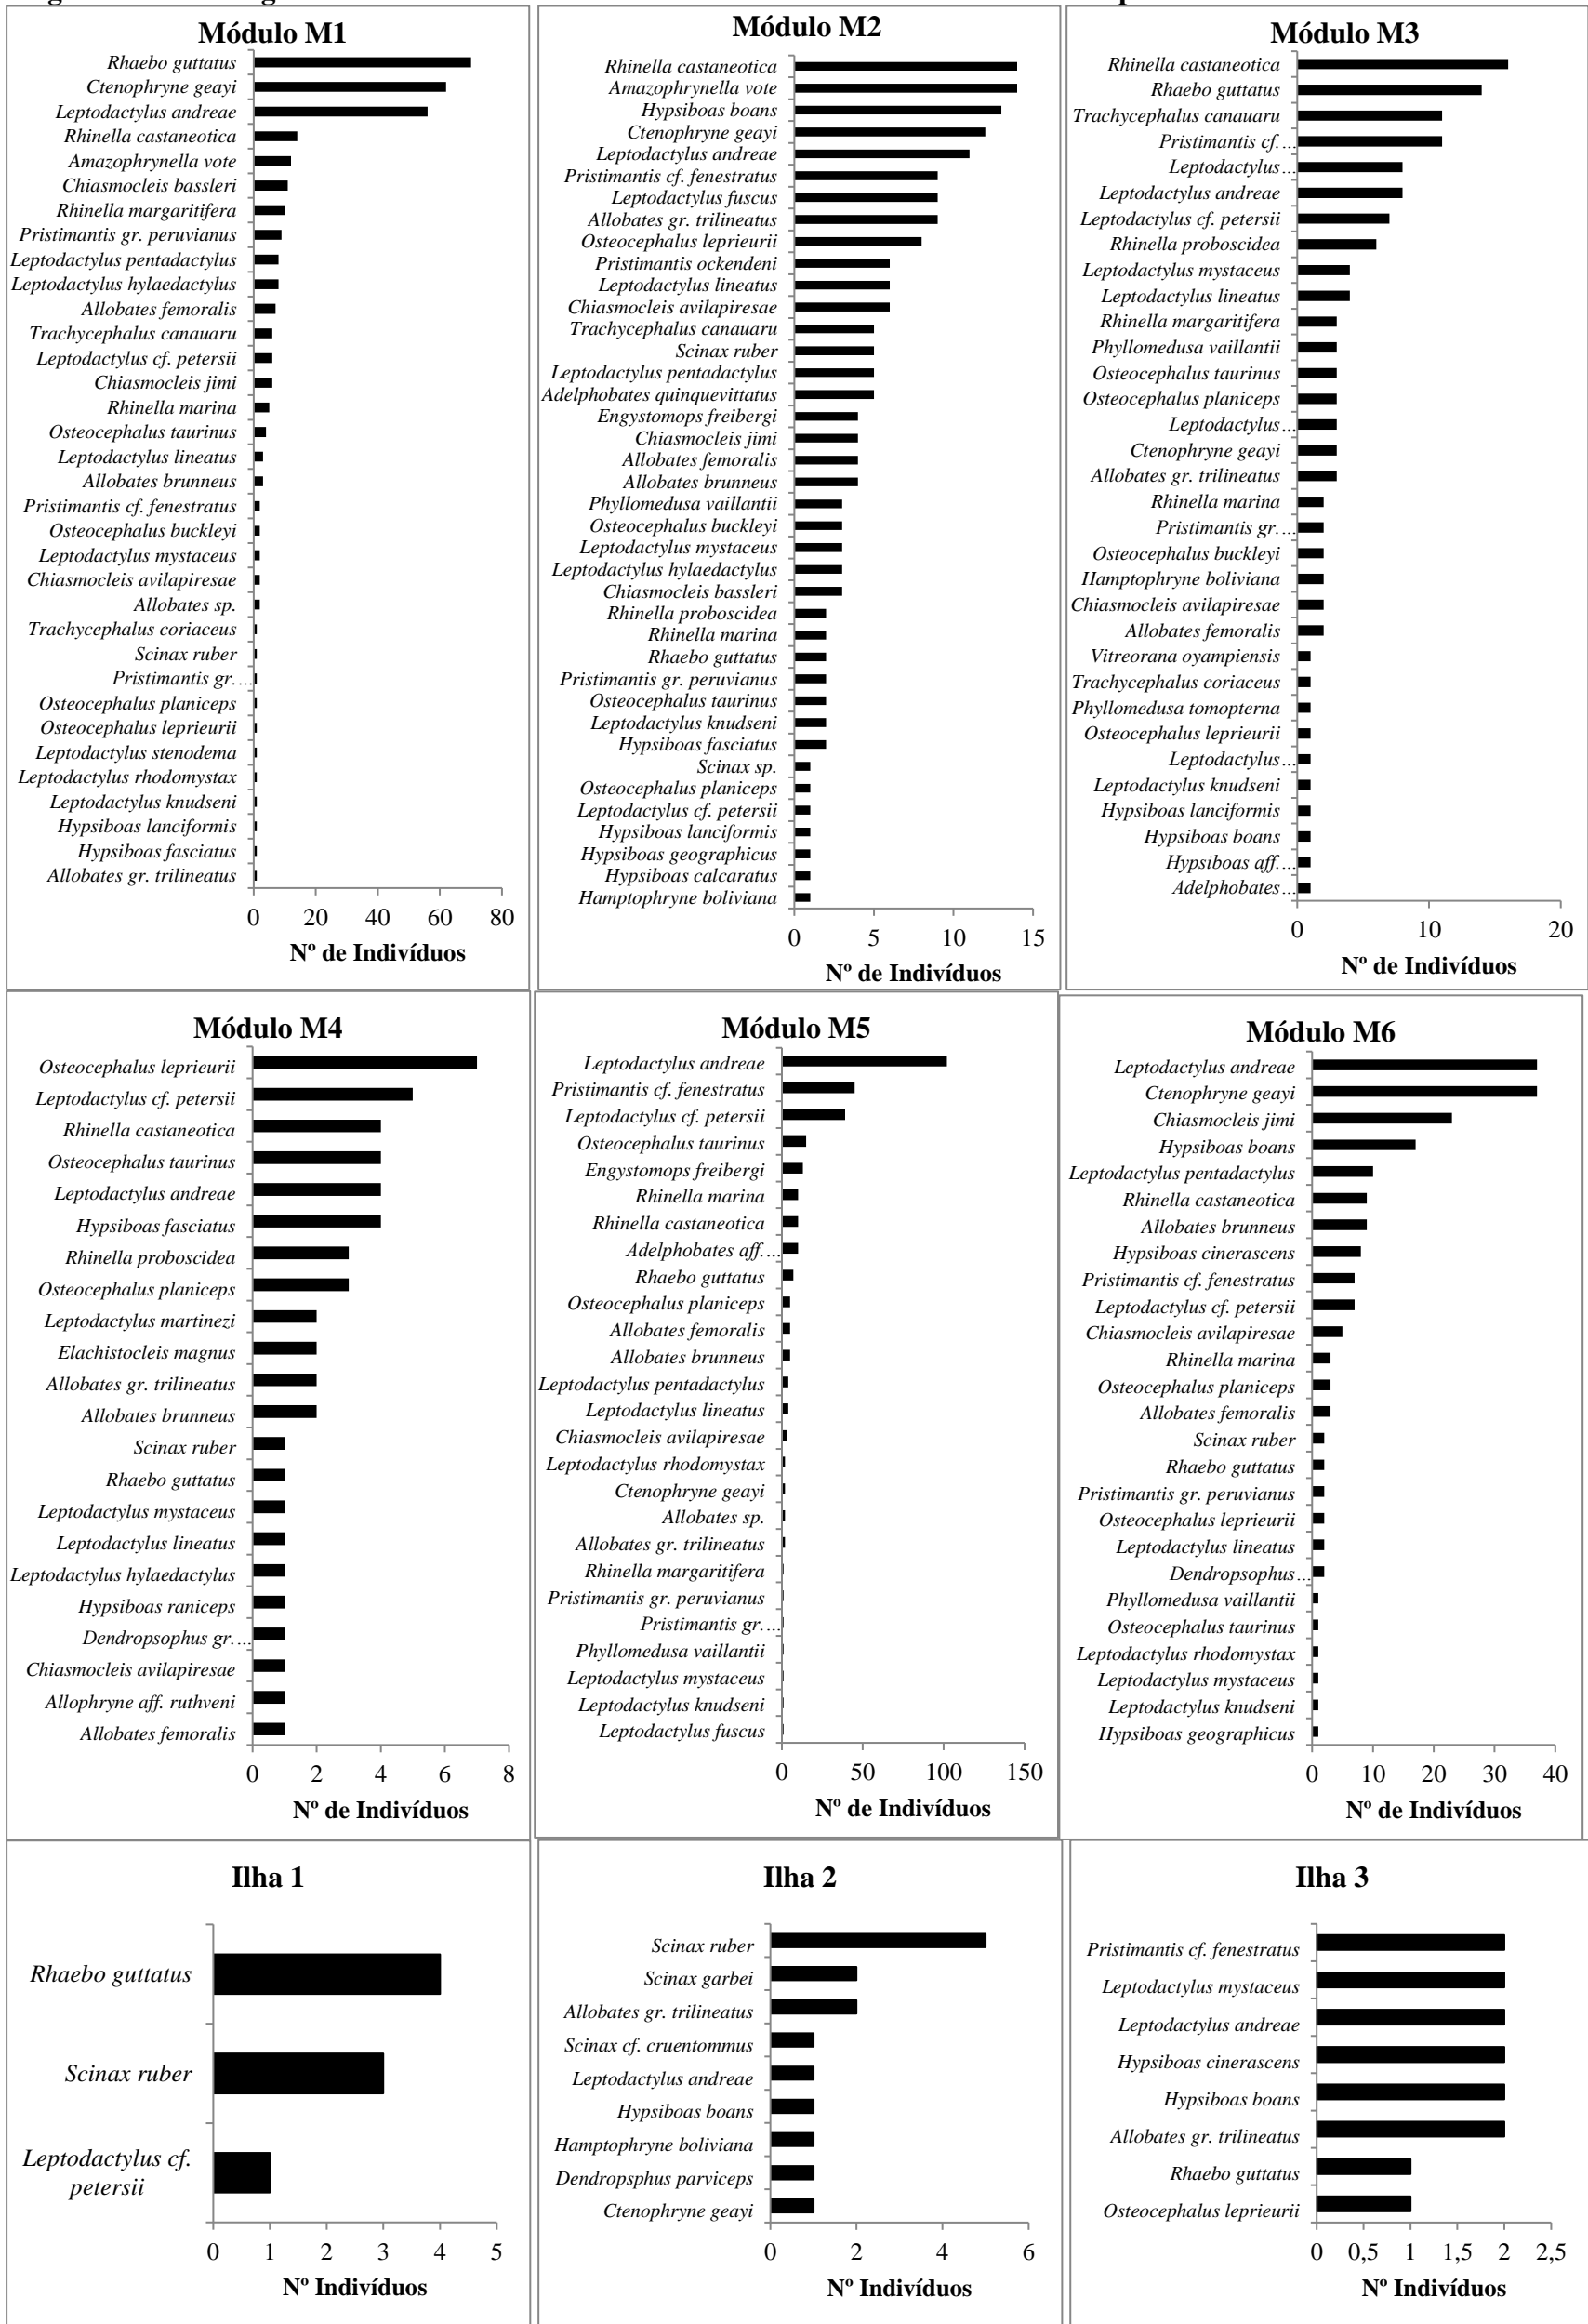 Módulo M1
Rhaebo guttatus
Ctenophryne geayi
Leptodactylus andreae
Rhinella castaneotica
Amazophrynella vote
Chiasmocleis bassleri
Rhinella margaritifera
Pristimantis gr. peruvianus
Leptodactylus pentadactylus
Leptodactylus hylaedactylus
Allobates femoralis
Trachycephalus canauaru
Leptodactylus cf. petersii
Chiasmocleis jimi
Rhinella marina
Osteocephalus taurinus
Leptodactylus lineatus
Allobates brunneus
Pristimantis cf. fenestratus
Osteocephalus buckleyi
Leptodactylus mystaceus
Chiasmocleis avilapiresae
Allobates sp.
Trachycephalus coriaceus
Scinax ruber
Pristimantis gr.…
Osteocephalus planiceps
Osteocephalus leprieurii
Leptodactylus stenodema
Leptodactylus rhodomystax
Leptodactylus knudseni
Hypsiboas lanciformis
Hypsiboas fasciatus
Allobates gr. trilineatus
0 20 40 60 80
Nº de Indivíduos
Módulo M2
Rhinella castaneotica
Amazophrynella vote
Hypsiboas boans
Ctenophryne geayi
Leptodactylus andreae
Pristimantis cf. fenestratus
Leptodactylus fuscus
Allobates gr. trilineatus
Osteocephalus leprieurii
Pristimantis ockendeni
Leptodactylus lineatus
Chiasmocleis avilapiresae
Trachycephalus canauaru
Scinax ruber
Leptodactylus pentadactylus
Adelphobates quinquevittatus
Engystomops freibergi
Chiasmocleis jimi
Allobates femoralis
Allobates brunneus
Phyllomedusa vaillantii
Osteocephalus buckleyi
Leptodactylus mystaceus
Leptodactylus hylaedactylus
Chiasmocleis bassleri
Rhinella proboscidea
Rhinella marina
Rhaebo guttatus
Pristimantis gr. peruvianus
Osteocephalus taurinus
Leptodactylus knudseni
Hypsiboas fasciatus
Scinax sp.
Osteocephalus planiceps
Leptodactylus cf. petersii
Hypsiboas lanciformis
Hypsiboas geographicus
Hypsiboas calcaratus
Hamptophryne boliviana
0 5 10 15
Nº de Indivíduos
Módulo M3
Rhinella castaneotica
Rhaebo guttatus
Trachycephalus canauaru
Pristimantis cf.…
Leptodactylus…
Leptodactylus andreae
Leptodactylus cf. petersii
Rhinella proboscidea
Leptodactylus mystaceus
Leptodactylus lineatus
Rhinella margaritifera
Phyllomedusa vaillantii
Osteocephalus taurinus
Osteocephalus planiceps
Leptodactylus…
Ctenophryne geayi
Allobates gr. trilineatus
Rhinella marina
Pristimantis gr.…
Osteocephalus buckleyi
Hamptophryne boliviana
Chiasmocleis avilapiresae
Allobates femoralis
Vitreorana oyampiensis
Trachycephalus coriaceus
Phyllomedusa tomopterna
Osteocephalus leprieurii
Leptodactylus…
Leptodactylus knudseni
Hypsiboas lanciformis
Hypsiboas boans
Hypsiboas aff.…
Adelphobates…
0 10 20
Nº de Indivíduos
Módulo M4
Osteocephalus leprieurii
Leptodactylus cf. petersii
Rhinella castaneotica
Osteocephalus taurinus
Leptodactylus andreae
Hypsiboas fasciatus
Rhinella proboscidea
Osteocephalus planiceps
Leptodactylus martinezi
Elachistocleis magnus
Allobates gr. trilineatus
Allobates brunneus
Scinax ruber
Rhaebo guttatus
Leptodactylus mystaceus
Leptodactylus lineatus
Leptodactylus hylaedactylus
Hypsiboas raniceps
Dendropsophus gr.…
Chiasmocleis avilapiresae
Allophryne aff. ruthveni
Allobates femoralis
0 2 4 6 8
Nº de Indivíduos
Módulo M5
Leptodactylus andreae
Pristimantis cf. fenestratus
Leptodactylus cf. petersii
Osteocephalus taurinus
Engystomops freibergi
Rhinella marina
Rhinella castaneotica
Adelphobates aff.…
Rhaebo guttatus
Osteocephalus planiceps
Allobates femoralis
Allobates brunneus
Leptodactylus pentadactylus
Leptodactylus lineatus
Chiasmocleis avilapiresae
Leptodactylus rhodomystax
Ctenophryne geayi
Allobates sp.
Allobates gr. trilineatus
Rhinella margaritifera
Pristimantis gr. peruvianus
Pristimantis gr.…
Phyllomedusa vaillantii
Leptodactylus mystaceus
Leptodactylus knudseni
Leptodactylus fuscus
0 50 100 150
Nº de Indivíduos
Módulo M6
Leptodactylus andreae
Ctenophryne geayi
Chiasmocleis jimi
Hypsiboas boans
Leptodactylus pentadactylus
Rhinella castaneotica
Allobates brunneus
Hypsiboas cinerascens
Pristimantis cf. fenestratus
Leptodactylus cf. petersii
Chiasmocleis avilapiresae
Rhinella marina
Osteocephalus planiceps
Allobates femoralis
Scinax ruber
Rhaebo guttatus
Pristimantis gr. peruvianus
Osteocephalus leprieurii
Leptodactylus lineatus
Dendropsophus…
Phyllomedusa vaillantii
Osteocephalus taurinus
Leptodactylus rhodomystax
Leptodactylus mystaceus
Leptodactylus knudseni
Hypsiboas geographicus
0 10 20 30 40
Nº de Indivíduos
Ilha 1
Rhaebo guttatus
Scinax ruber
Leptodactylus cf.
petersii
0 1 2 3 4 5
Nº Indivíduos
Ilha 2
Scinax ruber
Scinax garbei
Allobates gr. trilineatus
Scinax cf. cruentommus
Leptodactylus andreae
Hypsiboas boans
Hamptophryne boliviana
Dendropsphus parviceps
Ctenophryne geayi
0 2 4 6
Nº Indivíduos
Ilha 3
Pristimantis cf. fenestratus
Leptodactylus mystaceus
Leptodactylus andreae
Hypsiboas cinerascens
Hypsiboas boans
Allobates gr. trilineatus
Rhaebo guttatus
Osteocephalus leprieurii
0 0,5 1 1,5 2 2,5
Nº Indivíduos